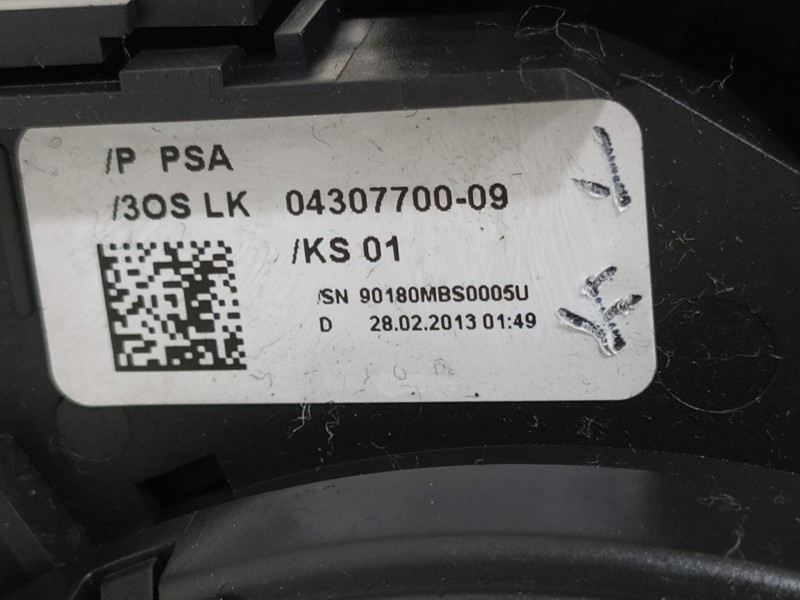 /P PSA
/3OS LK 04307700-09
/KS 01
/SN 90180MBS0005U
D 28.02.2013 01:49